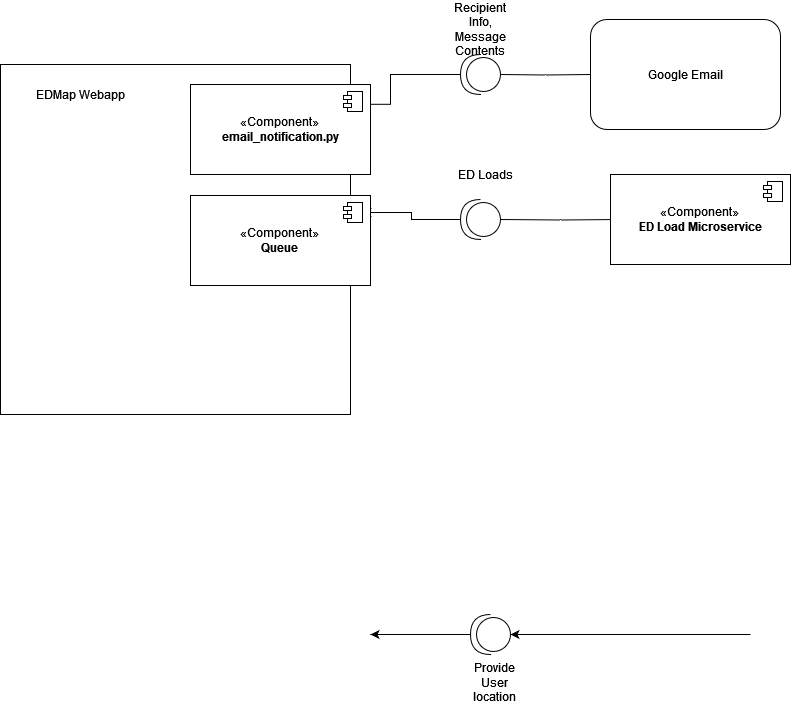 Recipient
Info,
Message
Contents
EDMap Webapp
Google Email
«Component»
email_notification.py
ED Loads
«Component»
Queue
«Component»
ED Load Microservice
Provide
User
location